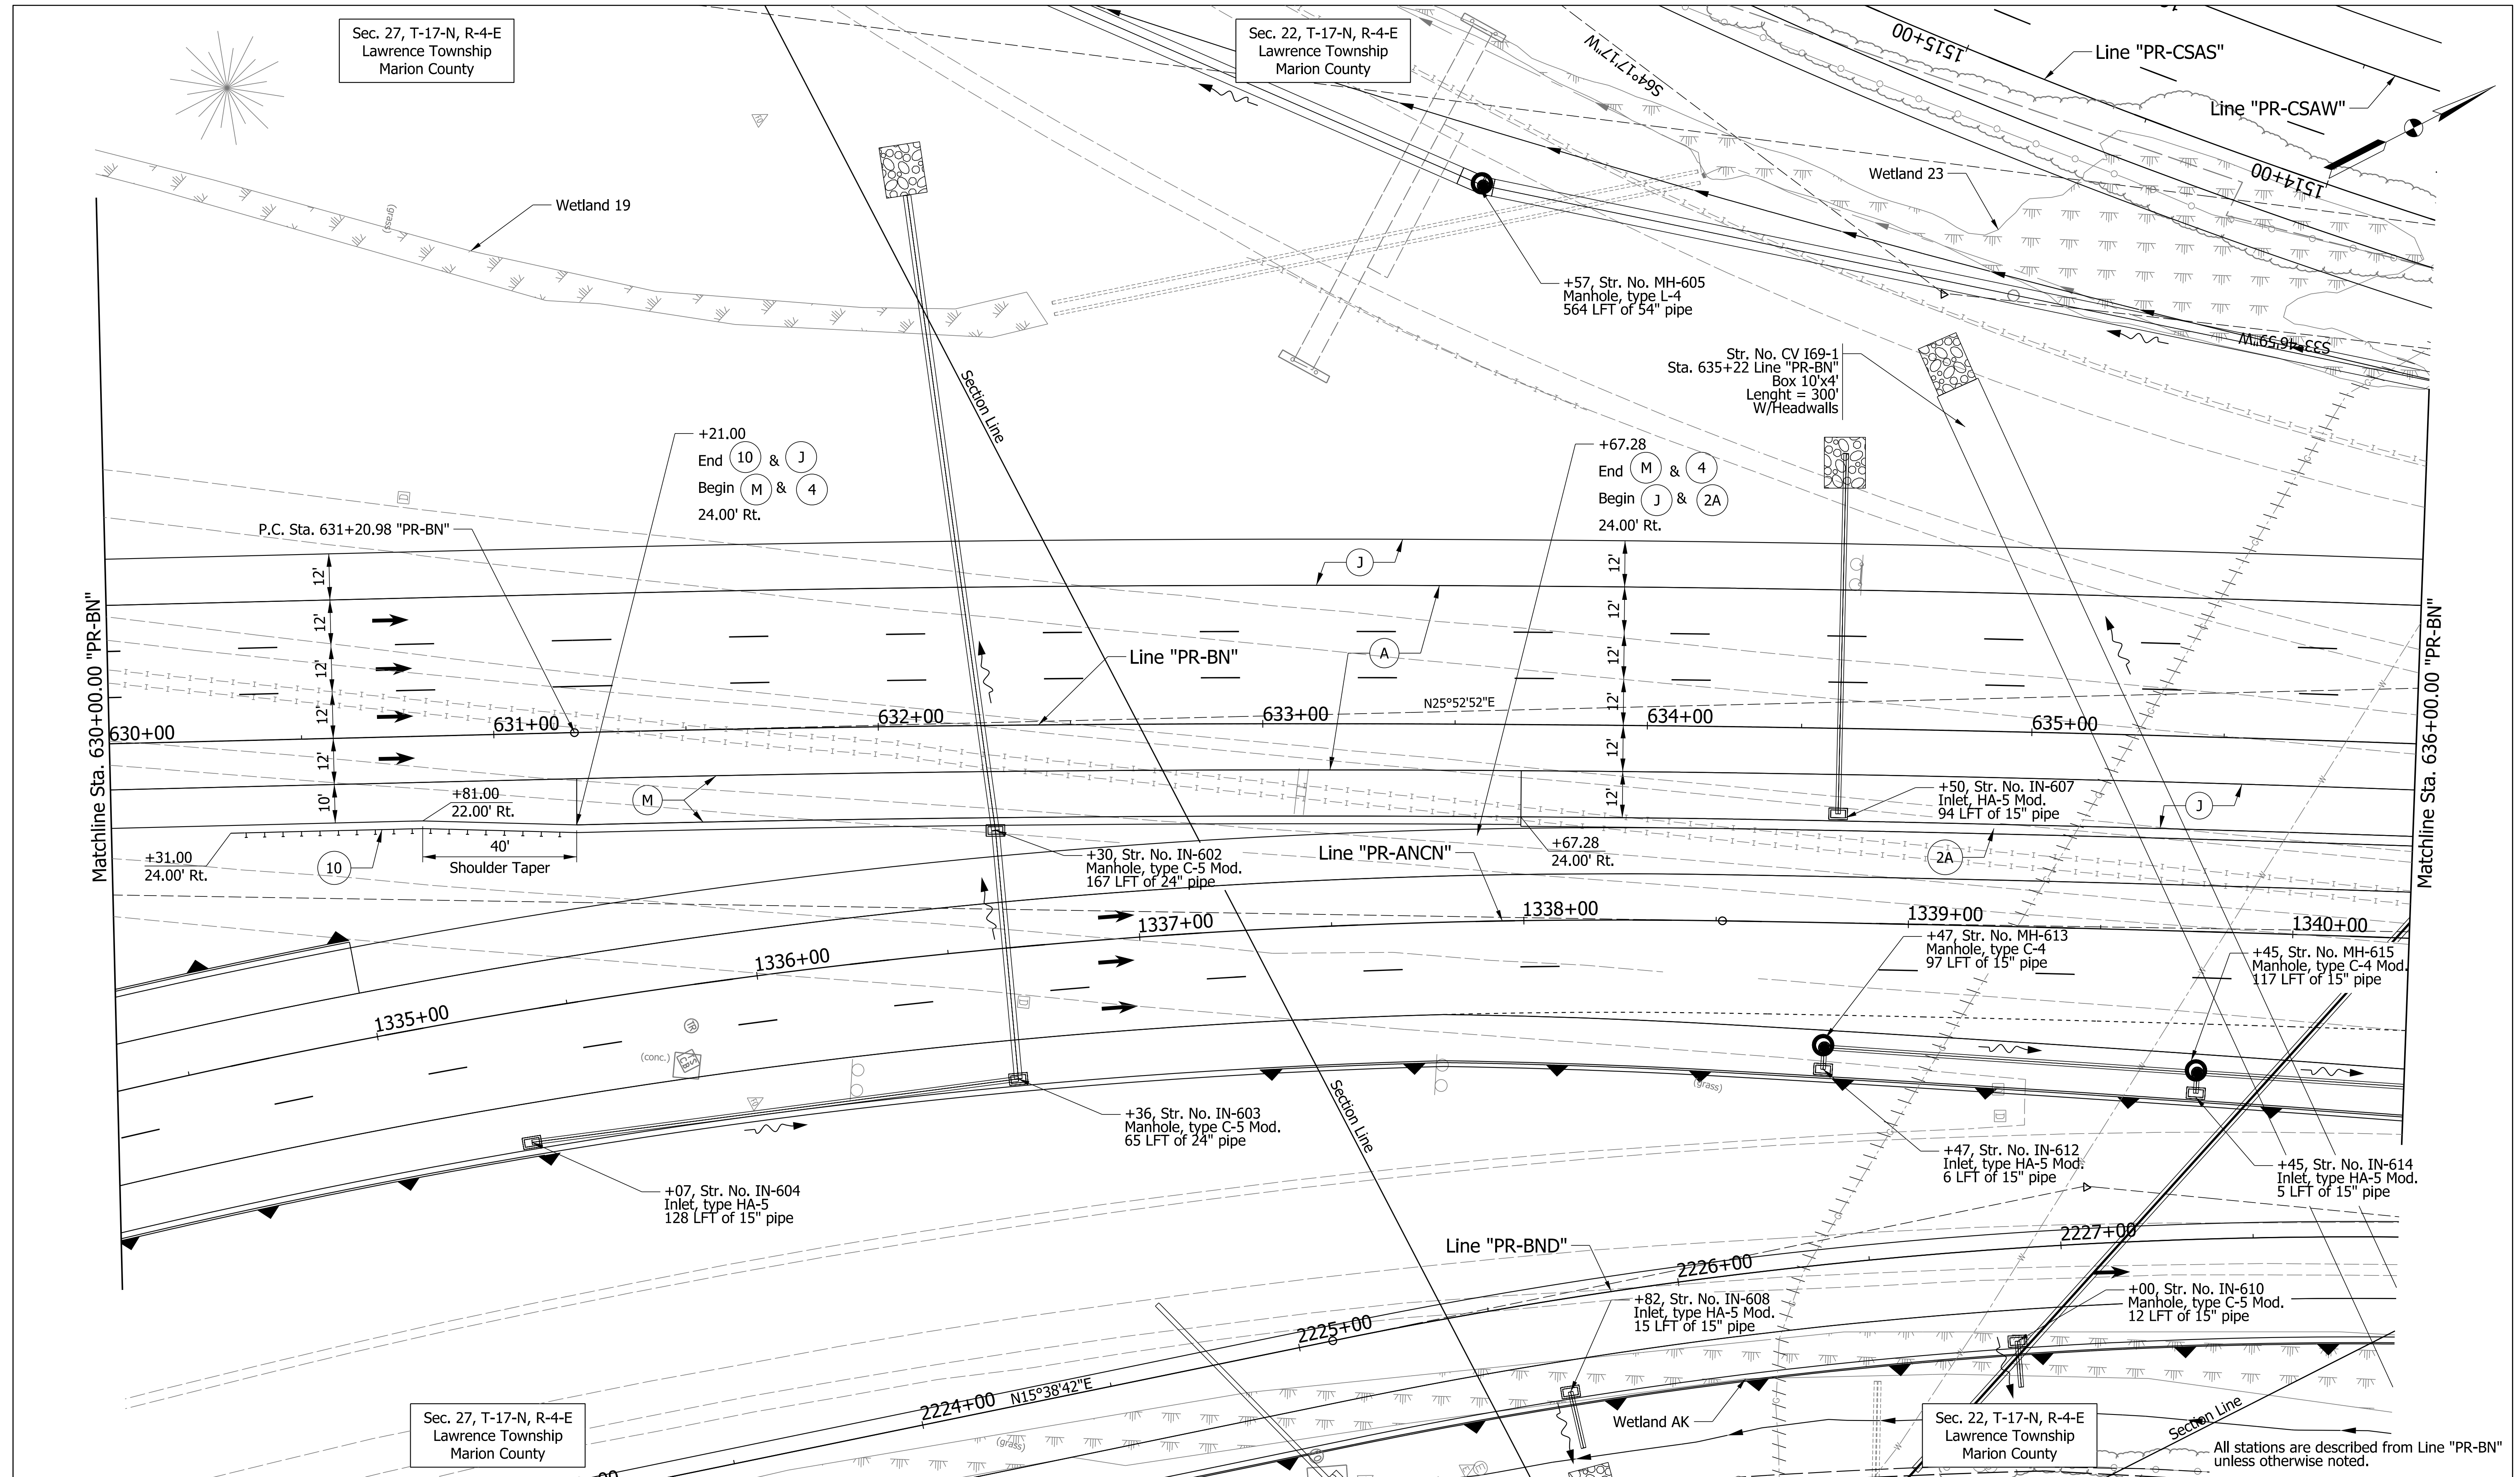 Sec. 27, T-17-N, R-4-E
Lawrence Township
Marion County
Sec. 22, T-17-N, R-4-E
Lawrence Township
Marion County
S64°17'17"W
1515+00
Line "PR-CSAS"
Line "PR-CSAW"
1514+00
Wetland 23
Wetland 19
(grass)
+57, Str. No. MH-605
Manhole, type L-4
564 LFT of 54" pipe
S33°46'59"W
Str. No. CV I69-1
Sta. 635+22 Line "PR-BN"
Box 10'x4'
Lenght = 300'
W/Headwalls
Section Line
+21.00
End 10 & J
Begin M & 4
24.00' Rt.
+67.28
End M & 4
Begin J & 2A
24.00' Rt.
P.C. Sta. 631+20.98 "PR-BN"
Matchline Sta. 630+00.00 "PR-BN"
Matchline Sta. 636+00.00 "PR-BN"
12'
12'
12'
12'
12'
10'
12'
12'
12'
12'
12'
12'
J
A
Line "PR-BN"
N25°52'52"E
630+00
631+00
632+00
633+00
634+00
635+00
M
+81.00
22.00' Rt.
40'
Shoulder Taper
+31.00
24.00' Rt.
10
+50, Str. No. IN-607
Inlet, HA-5 Mod.
94 LFT of 15" pipe
J
+30, Str. No. IN-602
Manhole, type C-5 Mod.
167 LFT of 24" pipe
Line "PR-ANCN"
+67.28
24.00' Rt.
2A
1335+00
1336+00
1337+00
1338+00
1339+00
1340+00
+47, Str. No. MH-613
Manhole, type C-4
97 LFT of 15" pipe
+45, Str. No. MH-615
Manhole, type C-4 Mod.
117 LFT of 15" pipe
(conc.)
(grass)
Section Line
+36, Str. No. IN-603
Manhole, type C-5 Mod.
65 LFT of 24" pipe
+07, Str. No. IN-604
Inlet, type HA-5
128 LFT of 15" pipe
+47, Str. No. IN-612
Inlet, type HA-5 Mod.
6 LFT of 15" pipe
+45, Str. No. IN-614
Inlet, type HA-5 Mod.
5 LFT of 15" pipe
Line "PR-BND"
2227+00
2226+00
2225+00
2224+00
N15°38'42"E
+82, Str. No. IN-608
Inlet, type HA-5 Mod.
15 LFT of 15" pipe
+00, Str. No. IN-610
Manhole, type C-5 Mod.
12 LFT of 15" pipe
Wetland AK
(grass)
Sec. 27, T-17-N, R-4-E
Lawrence Township
Marion County
Sec. 22, T-17-N, R-4-E
Lawrence Township
Marion County
Section Line
All stations are described from Line "PR-BN"
unless otherwise noted.